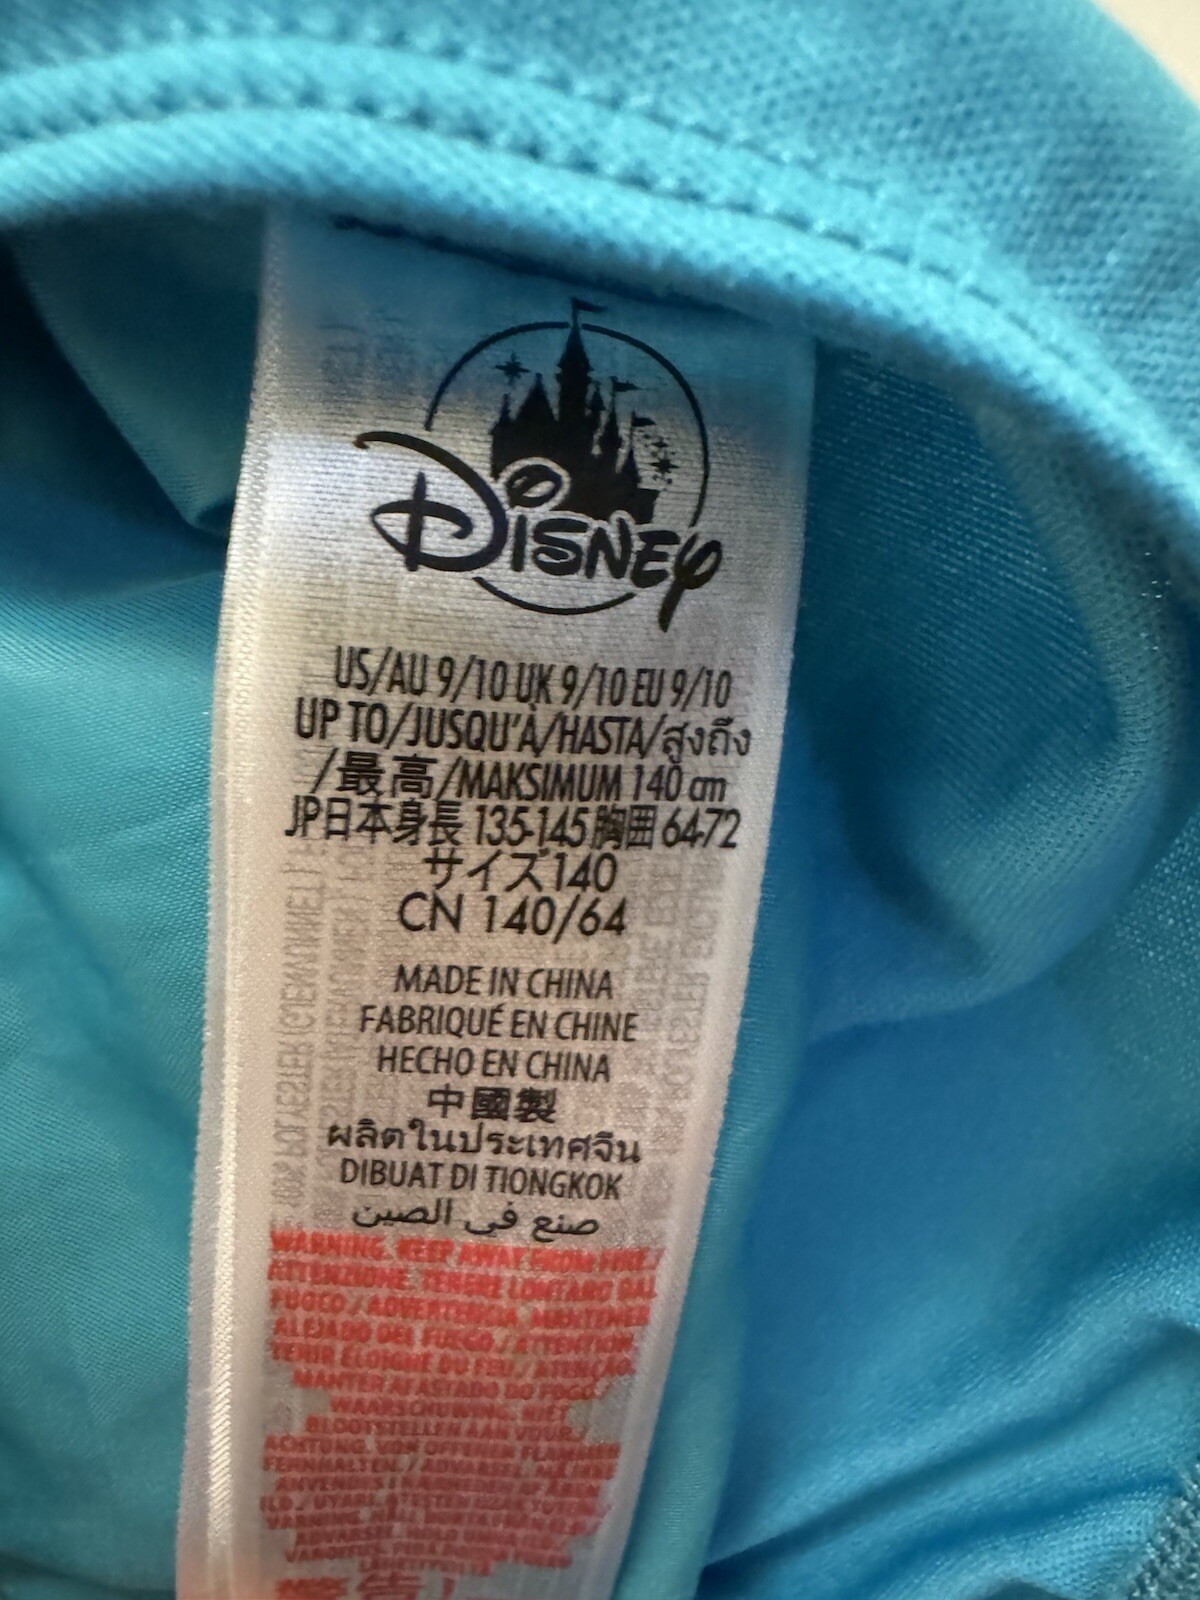 Disney
US/AU 9/10 UK 9/10 EU 9/10
UP TO/JUSQU'À/HASTA/สูงถึง
/最高/MAKSIMUM 140 cm
JP日本身長 135-145 胸囲 64-72
サイズ140
CN 140/64
MADE IN CHINA
FABRIQUÉ EN CHINE
HECHO EN CHINA
中國製
ผลิตในประเทศจีน
DIBUAT DI TIONGKOK
صنع في الصين
WARNING. KEEP AWAY FROM FIRE /
ATTENZIONE. TENERE LONTANO DAL
FUOCO / ADVERTENCIA. MANTENER
ALEJADO DEL FUEGO / ATTENTION.
TENIR ÉLOIGNÉ DU FEU / ATENÇÃO.
MANTER AFASTADO DO FOGO
WAARSCHUWING. NIET
BLOOTSTELLEN AAN VUUR /
ACHTUNG. VON OFFENEN FLAMMEN
FERNHALTEN /